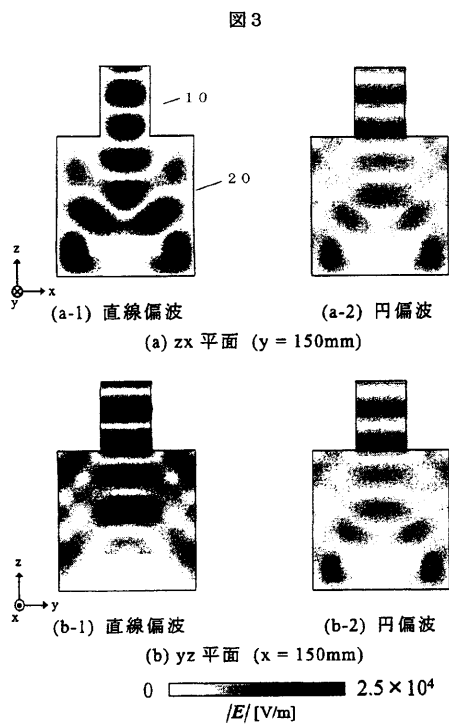 図3
10
20
z
y x
(a-1) 直線偏波 (a-2) 円偏波
(a) zx 平面 (y = 150mm)
z
x y
(b-1) 直線偏波 (b-2) 円偏波
(b) yz 平面 (x = 150mm)
0 2.5×10⁴
|E| [V/m]